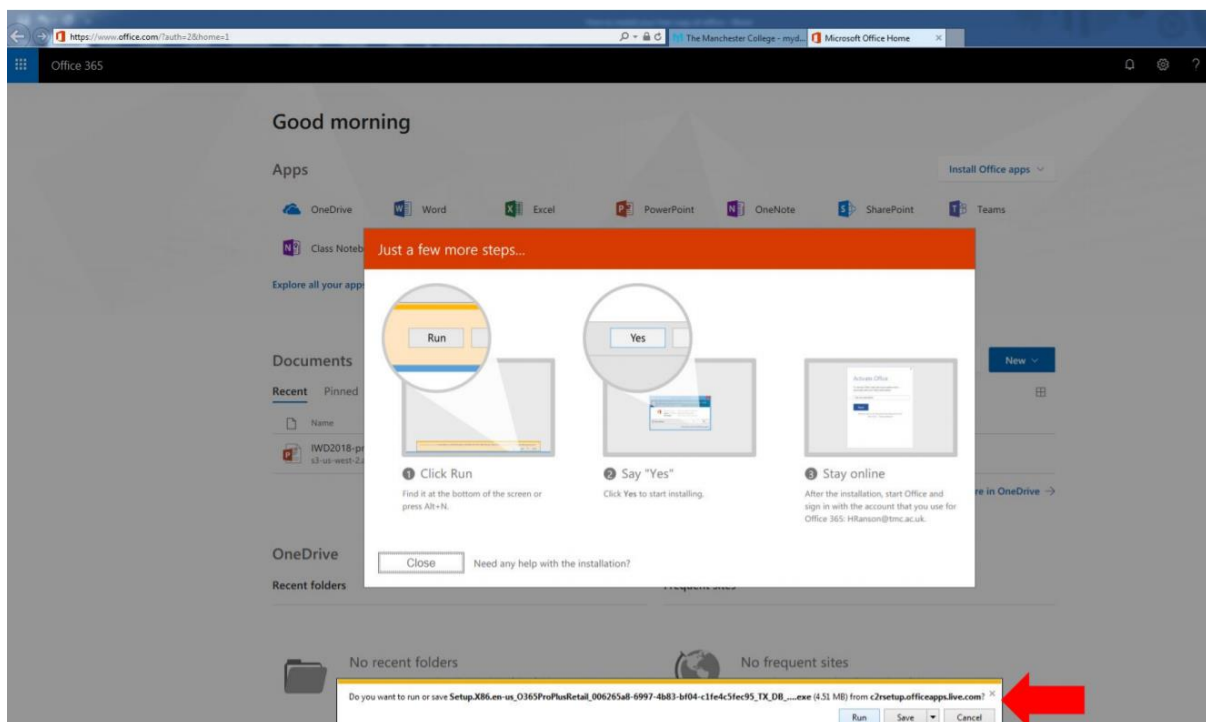 https://www.office.com/?auth=2&home=1
The Manchester College - myd...
Microsoft Office Home
Office 365
Good morning
Apps
Install Office apps
OneDrive
Word
Excel
PowerPoint
OneNote
SharePoint
Teams
Class Noteb
Just a few more steps...
Explore all your app
Run
Yes
Documents
New
Recent Pinned
Name
IWD2018-pr
s3-us-west-2.
Activate Office
1 Click Run
Find it at the bottom of the screen or
press Alt+N.
2 Say "Yes"
Click Yes to start installing.
3 Stay online
After the installation, start Office and
sign in with the account that you use for
Office 365: HRanson@tmc.ac.uk.
re in OneDrive →
OneDrive
Close
Need any help with the installation?
Recent folders
Frequent sites
No recent folders
No frequent sites
Do you want to run or save Setup.X86.en-us_O365ProPlusRetail_006265a8-6997-4b83-bf04-c1fe4c5fec95_TX_DB_....exe (4.51 MB) from c2rsetup.officeapps.live.com?
Run
Save
Cancel